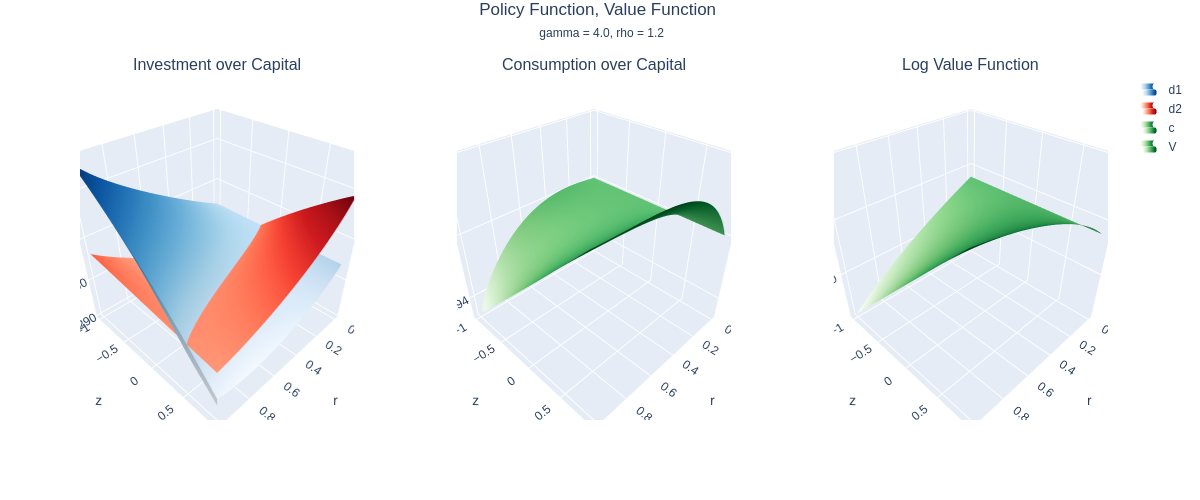 Policy Function, Value Function
gamma = 4.0, rho = 1.2
Investment over Capital
Consumption over Capital
Log Value Function
d1
d2
c
V
−0.5
0
0.5
z
0
0.2
0.4
0.6
0.8
r
94
−1
−0.5
0
0.5
z
0
0.2
0.4
0.6
0.8
r
−1
−0.5
0
0.5
z
0
0.2
0.4
0.6
0.8
r